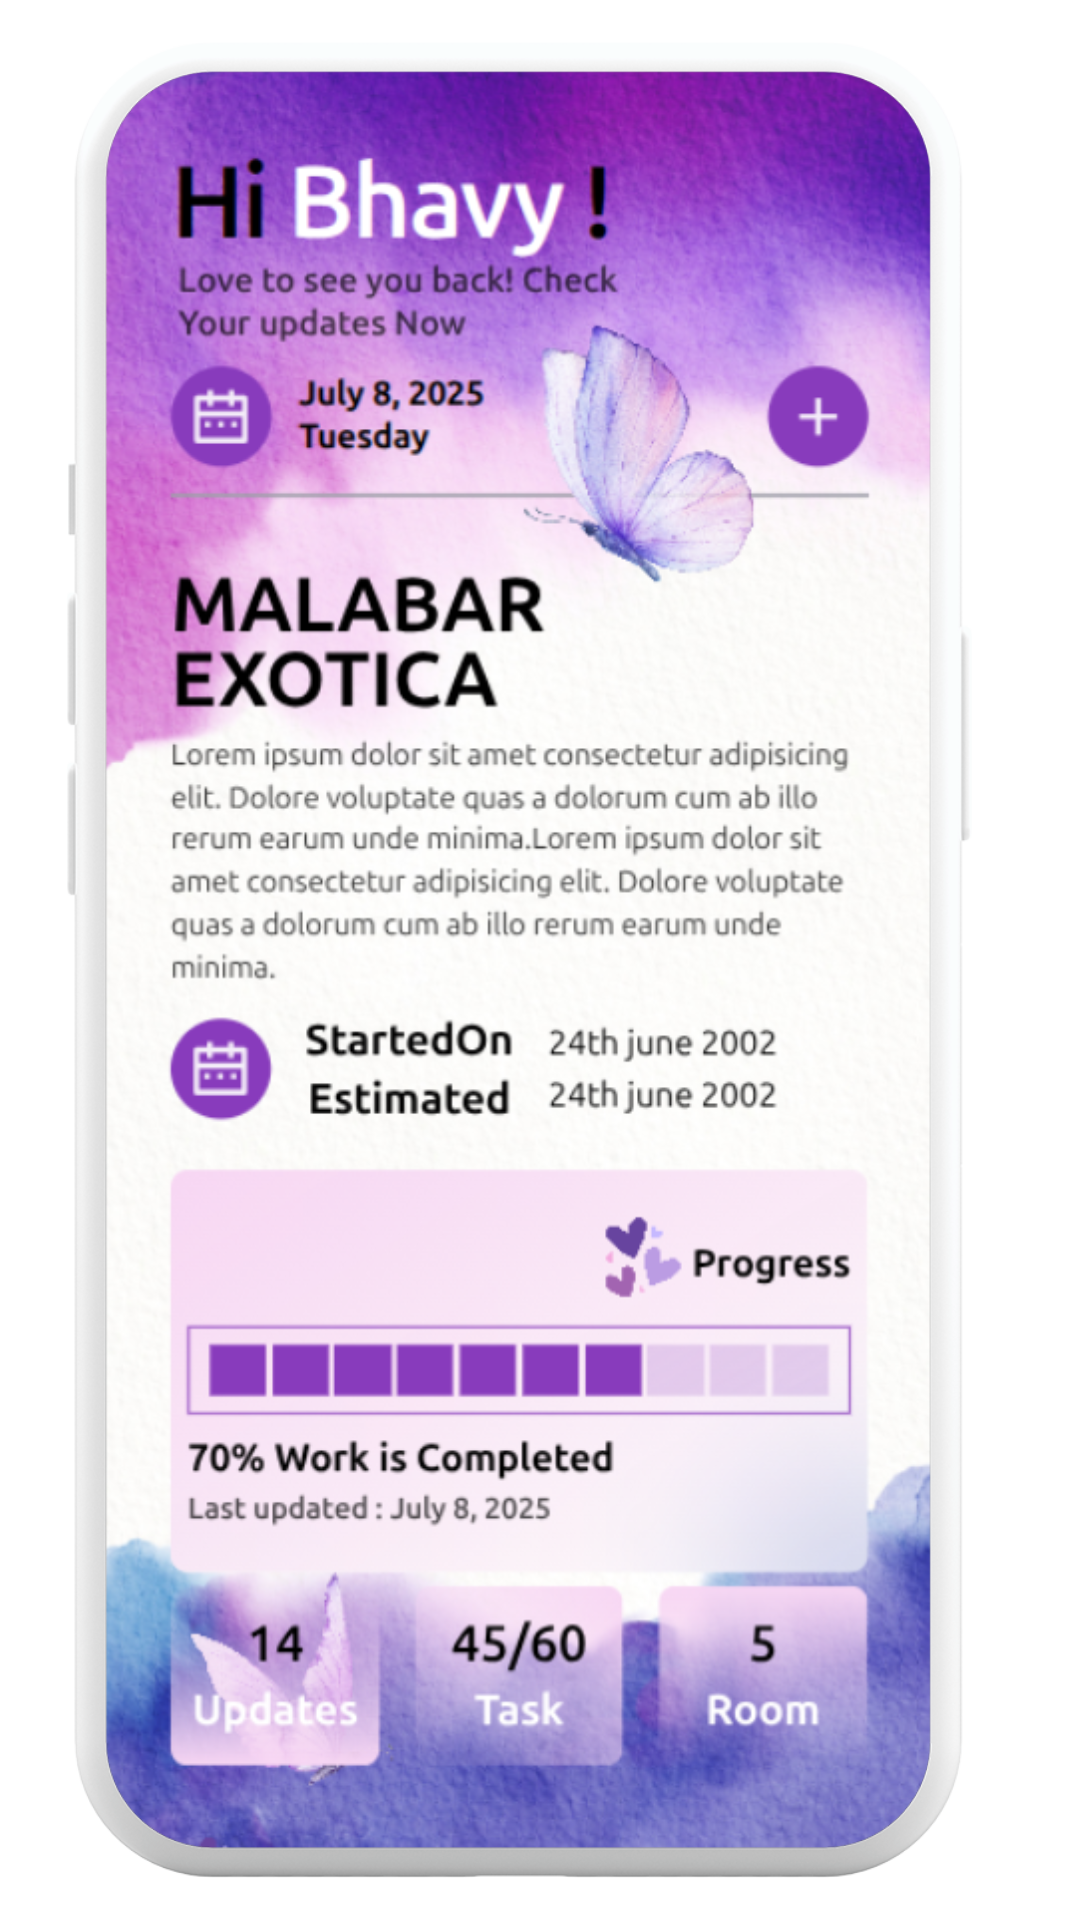 Hi Bhavy !
Love to see you back! Check
Your updates Now
July 8, 2025
Tuesday
MALABAR
EXOTICA
Lorem ipsum dolor sit amet consectetur adipisicing
elit. Dolore voluptate quas a dolorum cum ab illo
rerum earum unde minima.Lorem ipsum dolor sit
amet consectetur adipisicing elit. Dolore voluptate
quas a dolorum cum ab illo rerum earum unde
minima.
StartedOn 24th june 2002
Estimated 24th june 2002
Progress
70% Work is Completed
Last updated : July 8, 2025
14 45/60 5
Updates Task Room